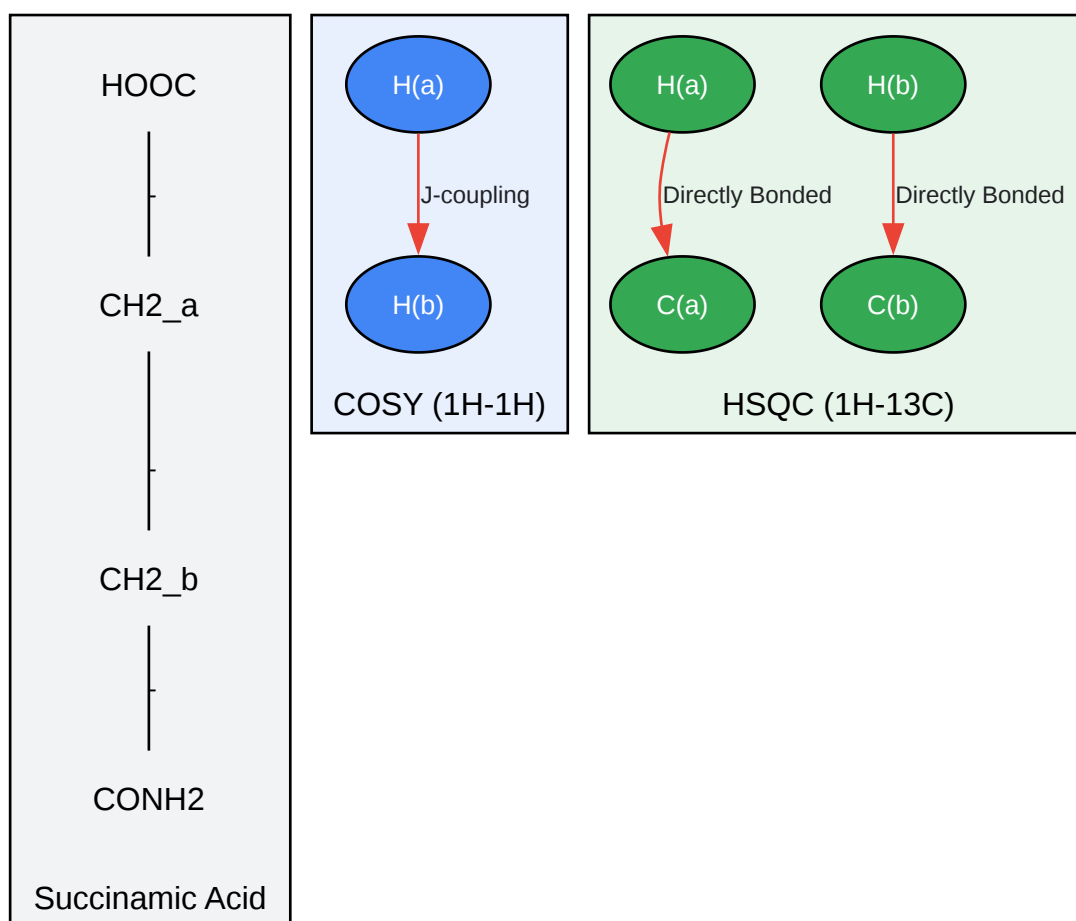 HOOC
CH2_a
CH2_b
CONH2
Succinamic Acid
H(a)
J-coupling
H(b)
COSY (1H-1H)
H(a)
H(b)
Directly Bonded
Directly Bonded
C(a)
C(b)
HSQC (1H-13C)